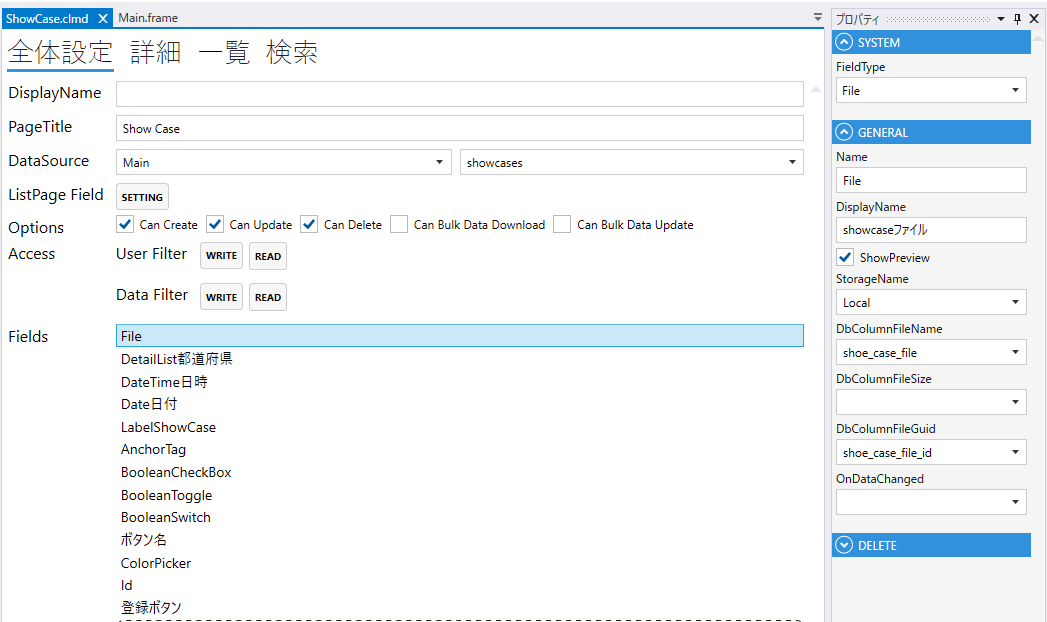 ShowCase.clmd
Main.frame
全体設定 詳細 一覧 検索
DisplayName
PageTitle Show Case
DataSource Main showcases
ListPage Field SETTING
Options Can Create Can Update Can Delete Can Bulk Data Download Can Bulk Data Update
Access User Filter WRITE READ
Data Filter WRITE READ
Fields File
DetailList都道府県
DateTime日時
Date日付
LabelShowCase
AnchorTag
BooleanCheckBox
BooleanToggle
BooleanSwitch
ボタン名
ColorPicker
Id
登録ボタン
プロパティ
SYSTEM
FieldType
File
GENERAL
Name
File
DisplayName
showcaseファイル
ShowPreview
StorageName
Local
DbColumnFileName
shoe_case_file
DbColumnFileSize
DbColumnFileGuid
shoe_case_file_id
OnDataChanged
DELETE